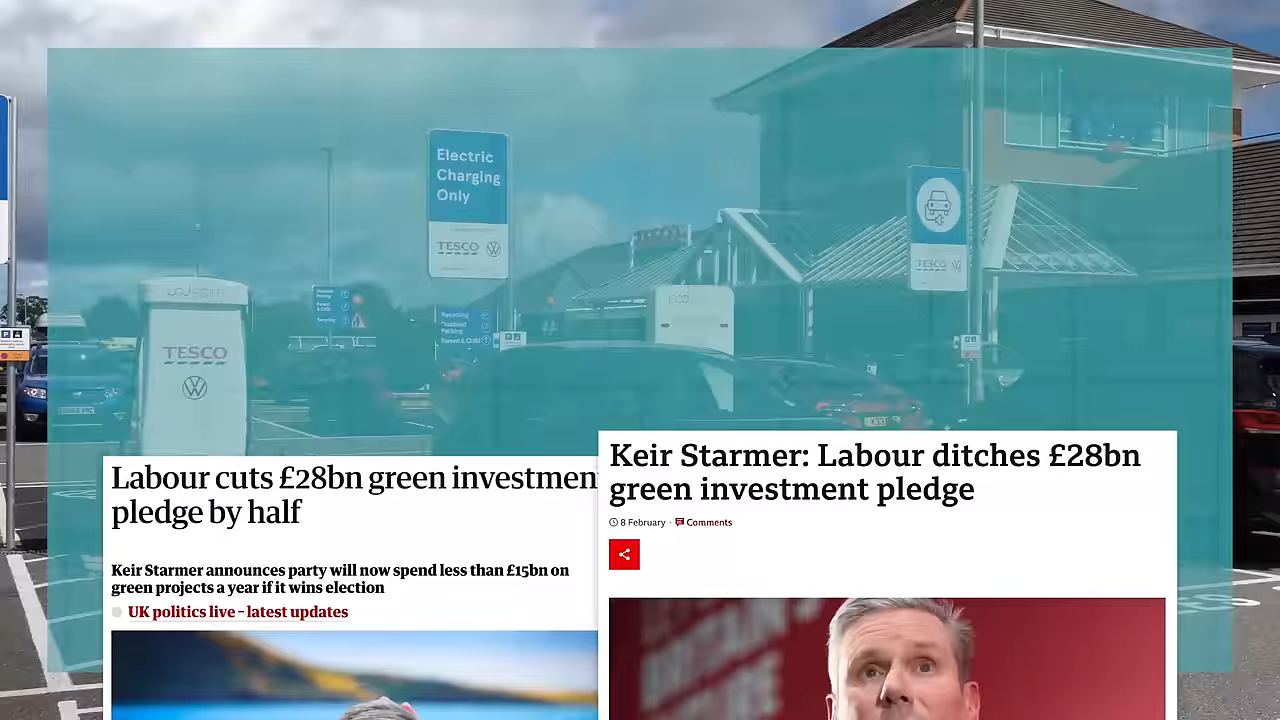 Electric
Charging
Only
TESCO
TESCO
TESCO
Labour cuts £28bn green investmen
pledge by half
Keir Starmer announces party will now spend less than £15bn on
green projects a year if it wins election
UK politics live – latest updates
Keir Starmer: Labour ditches £28bn
green investment pledge
8 February · Comments